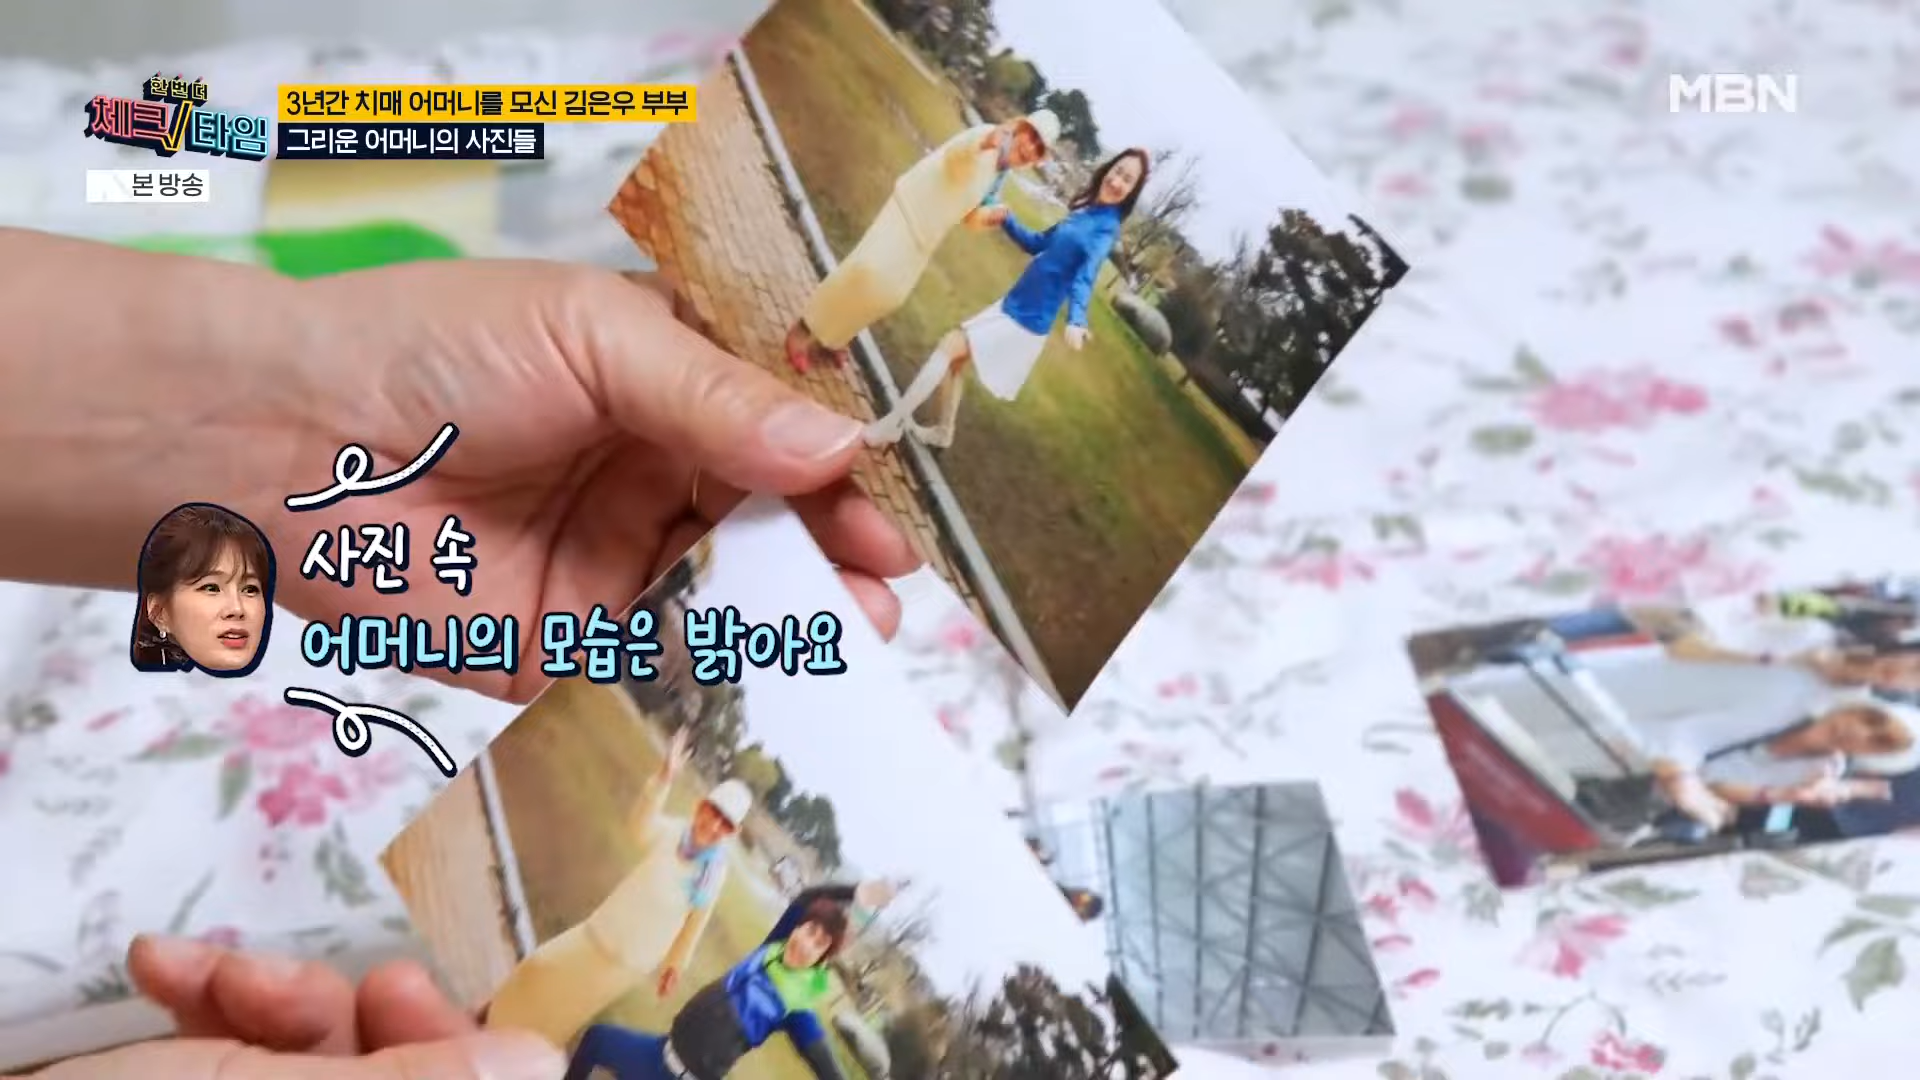 한 번 더
체크타임
3년간 치매 어머니를 모신 김은우 부부
그리운 어머니의 사진들
본 방송
MBN
사진 속
어머니의 모습은 밝아요